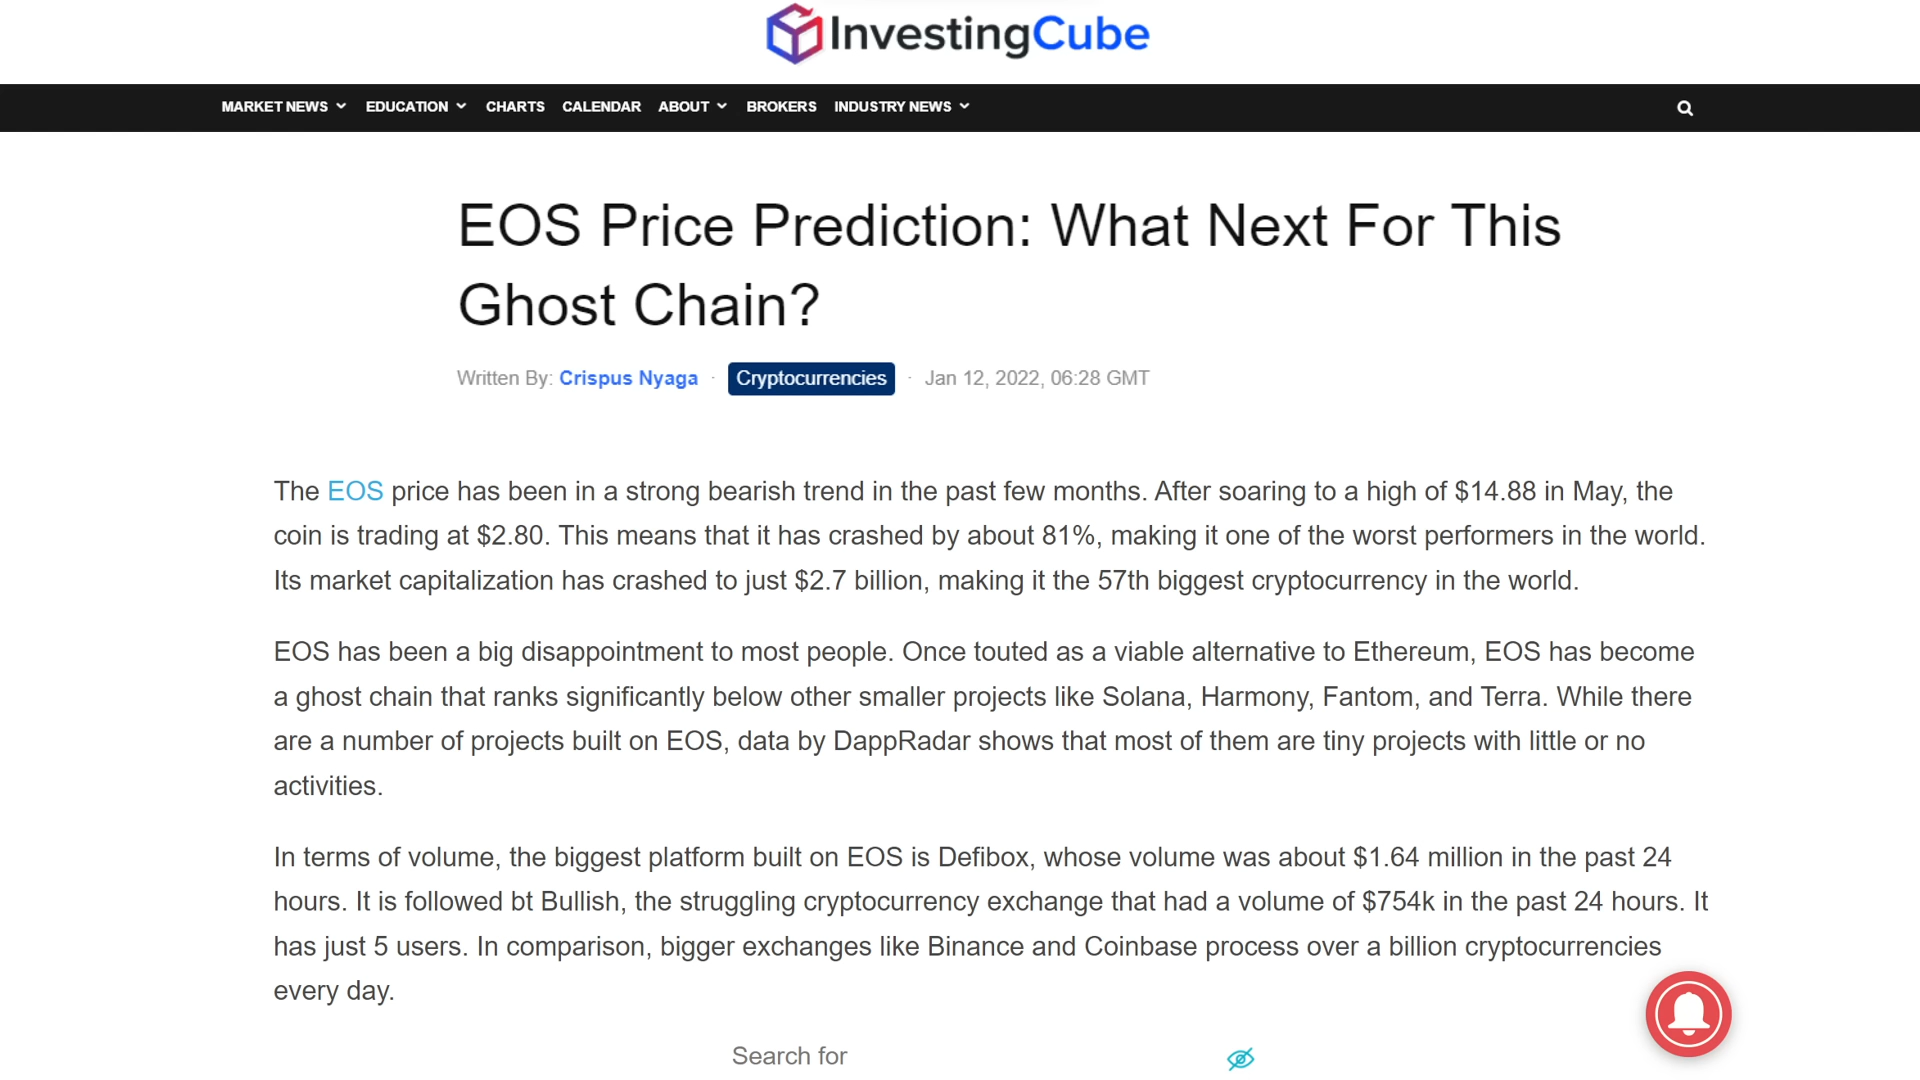 InvestingCube
MARKET NEWS EDUCATION CHARTS CALENDAR ABOUT BROKERS INDUSTRY NEWS
EOS Price Prediction: What Next For This
Ghost Chain?
Written By: Crispus Nyaga · Cryptocurrencies · Jan 12, 2022, 06:28 GMT
The EOS price has been in a strong bearish trend in the past few months. After soaring to a high of $14.88 in May, the
coin is trading at $2.80. This means that it has crashed by about 81%, making it one of the worst performers in the world.
Its market capitalization has crashed to just $2.7 billion, making it the 57th biggest cryptocurrency in the world.
EOS has been a big disappointment to most people. Once touted as a viable alternative to Ethereum, EOS has become
a ghost chain that ranks significantly below other smaller projects like Solana, Harmony, Fantom, and Terra. While there
are a number of projects built on EOS, data by DappRadar shows that most of them are tiny projects with little or no
activities.
In terms of volume, the biggest platform built on EOS is Defibox, whose volume was about $1.64 million in the past 24
hours. It is followed bt Bullish, the struggling cryptocurrency exchange that had a volume of $754k in the past 24 hours. It
has just 5 users. In comparison, bigger exchanges like Binance and Coinbase process over a billion cryptocurrencies
every day.
Search for